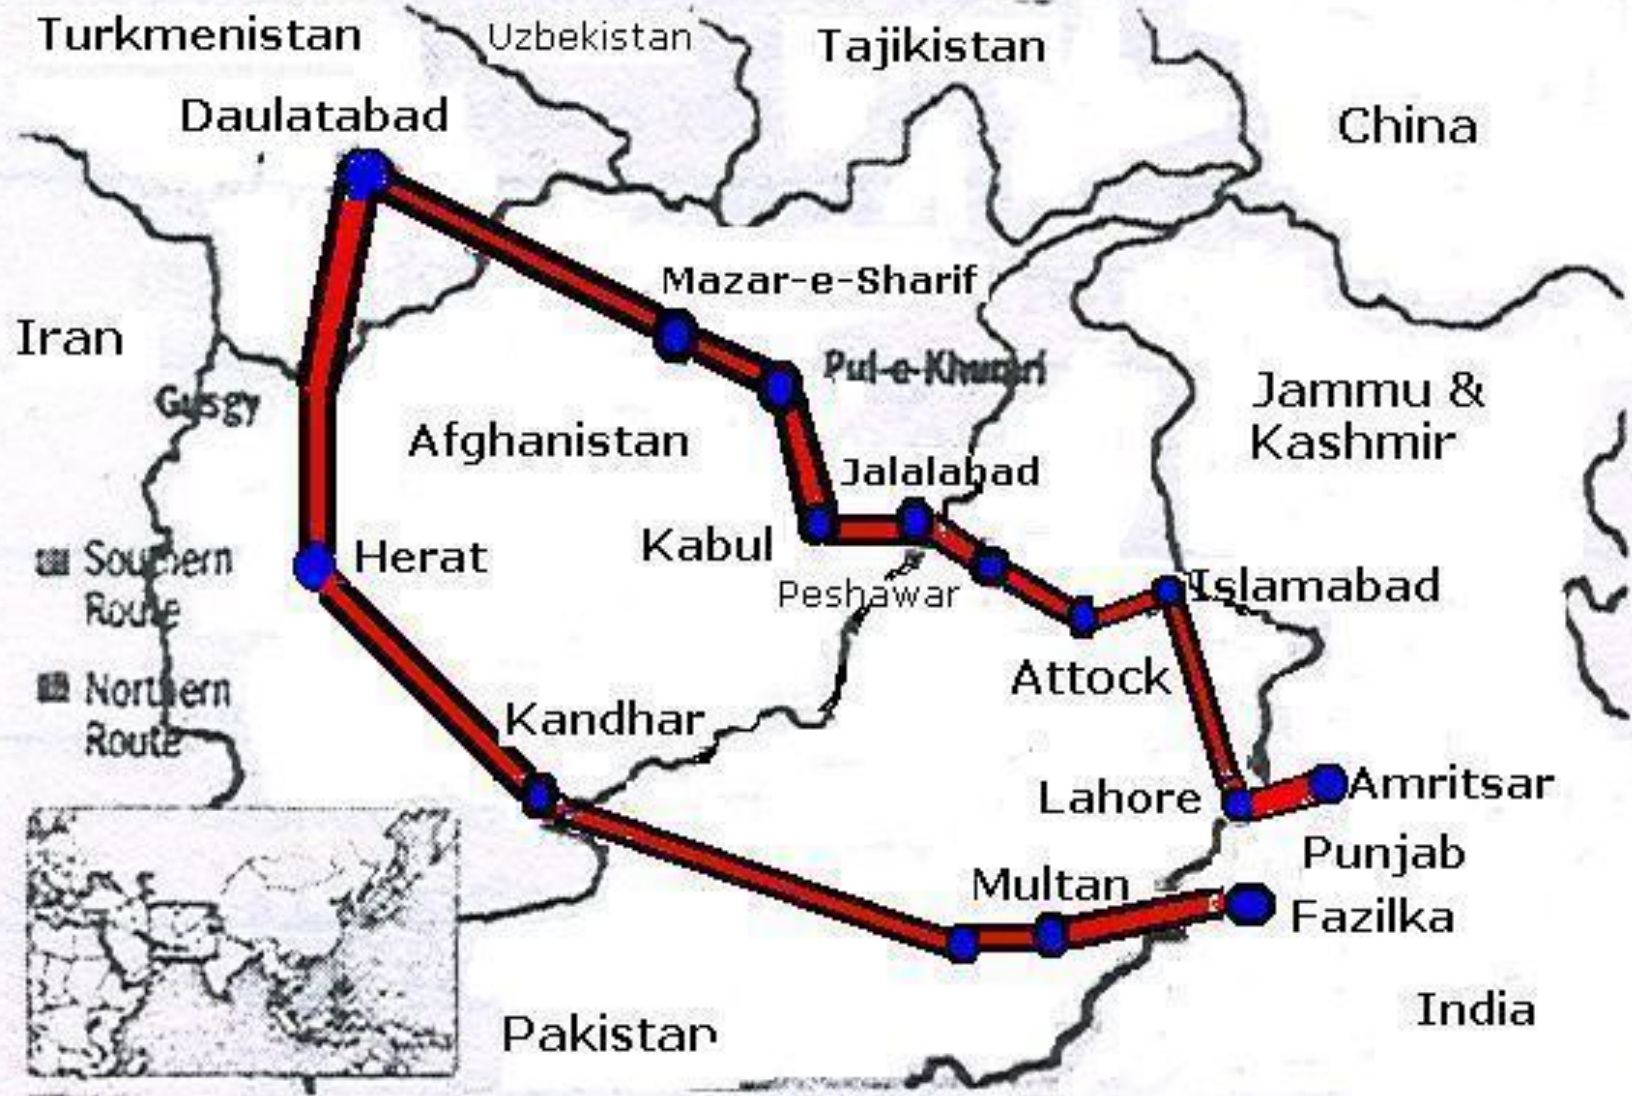 Turkmenistan
Uzbekistan
Tajikistan
Daulatabad
China
Mazar-e-Sharif
Iran
Pul-e-Khumri
Gusgy
Jammu &
Kashmir
Afghanistan
Jalalabad
Kabul
Southern
Route
Herat
Peshawar
Islamabad
Attock
Northern
Route
Kandhar
Lahore
Amritsar
Punjab
Multan
Fazilka
India
Pakistan